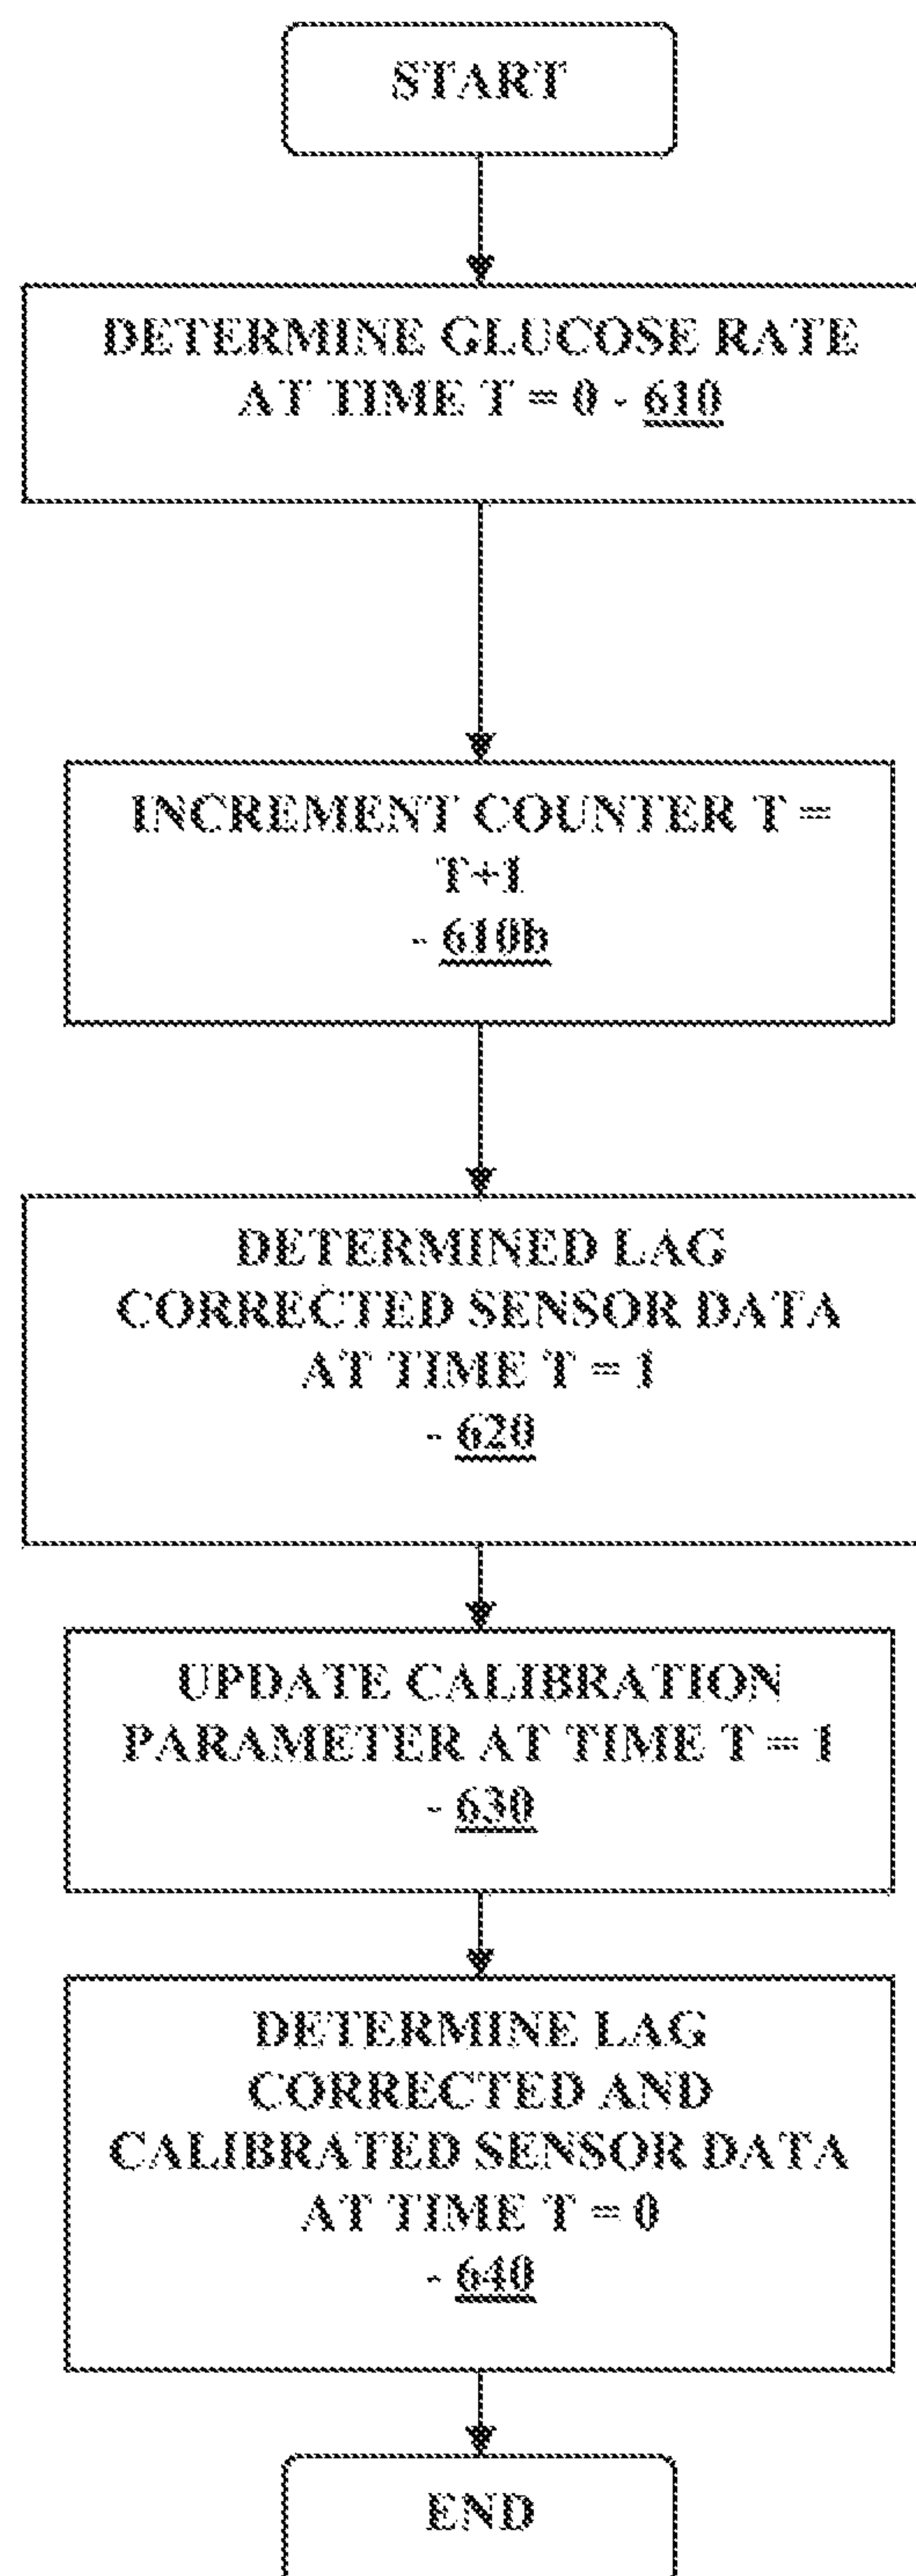 START
DETERMINE GLUCOSE RATE
AT TIME T = 0 - 610
INCREMENT COUNTER T =
T+1
- 610b
DETERMINED LAG
CORRECTED SENSOR DATA
AT TIME T = 1
- 620
UPDATE CALIBRATION
PARAMETER AT TIME T = 1
- 630
DETERMINE LAG
CORRECTED AND
CALIBRATED SENSOR DATA
AT TIME T = 0
- 640
END